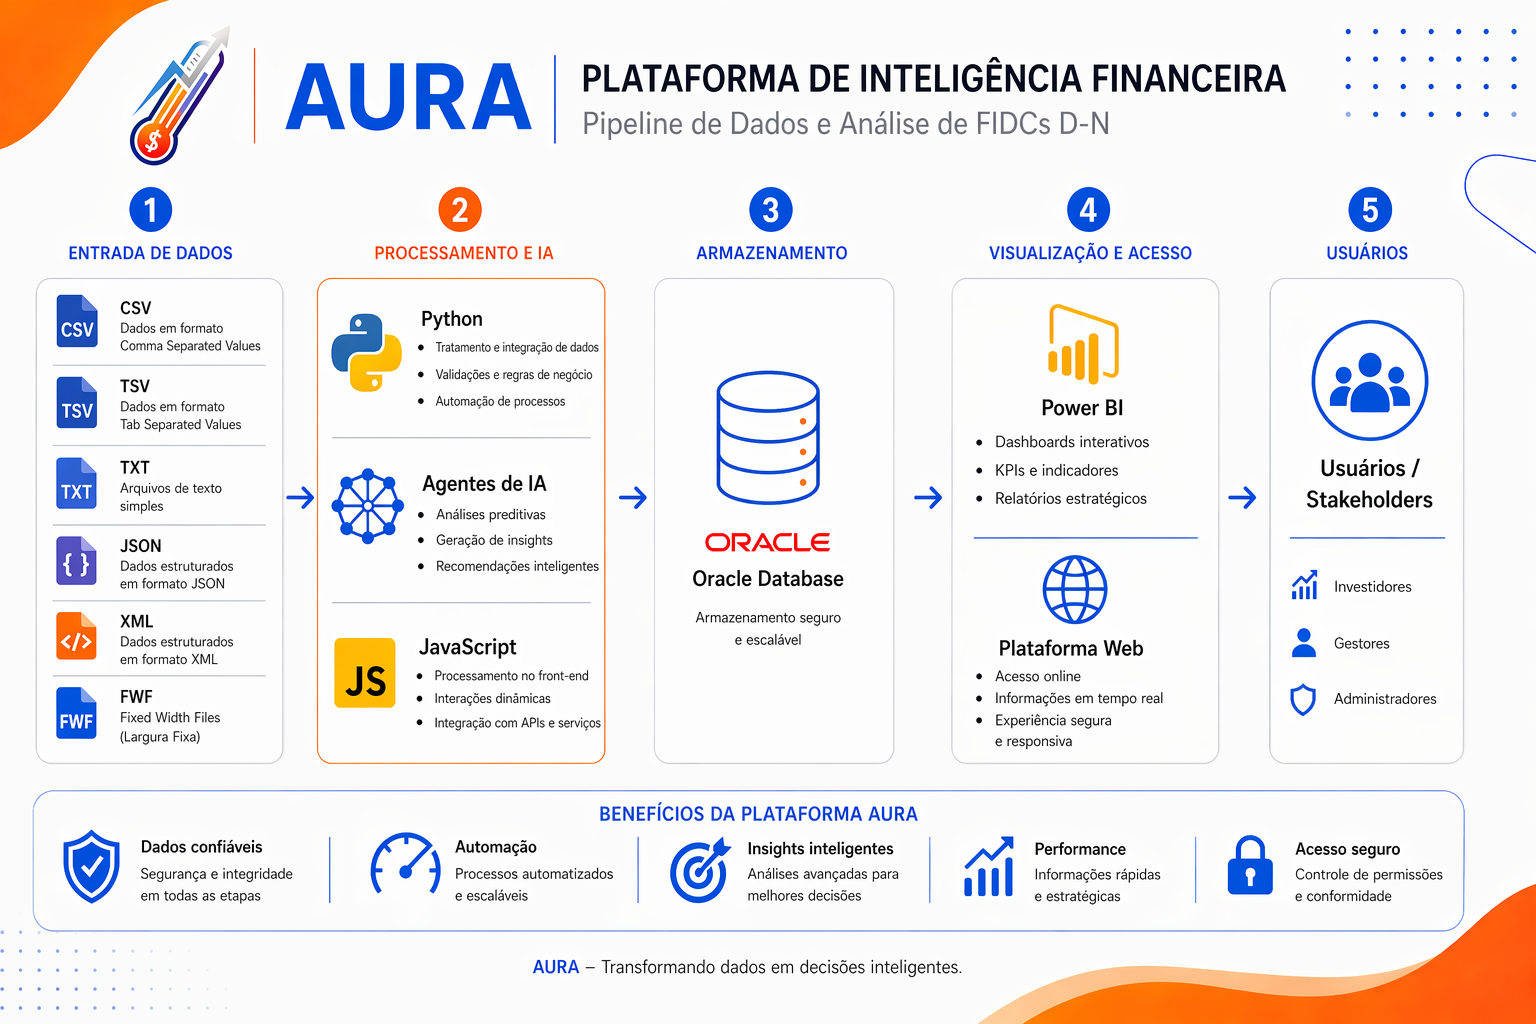 AURA
PLATAFORMA DE INTELIGÊNCIA FINANCEIRA
Pipeline de Dados e Análise de FIDCs D-N
$
1
ENTRADA DE DADOS
CSV
CSV
Dados em formato
Comma Separated Values
TSV
TSV
Dados em formato
Tab Separated Values
TXT
TXT
Arquivos de texto
simples
{ }
JSON
Dados estruturados
em formato JSON
</>
XML
Dados estruturados
em formato XML
FWF
FWF
Fixed Width Files
(Largura Fixa)
2
PROCESSAMENTO E IA
Python
• Tratamento e integração de dados
• Validações e regras de negócio
• Automação de processos
Agentes de IA
• Análises preditivas
• Geração de insights
• Recomendações inteligentes
JS
JavaScript
• Processamento no front-end
• Interações dinâmicas
• Integração com APIs e serviços
3
ARMAZENAMENTO
ORACLE
Oracle Database
Armazenamento seguro
e escalável
4
VISUALIZAÇÃO E ACESSO
Power BI
• Dashboards interativos
• KPIs e indicadores
• Relatórios estratégicos
Plataforma Web
• Acesso online
• Informações em tempo real
• Experiência segura
e responsiva
5
USUÁRIOS
Usuários /
Stakeholders
Investidores
Gestores
Administradores
BENEFÍCIOS DA PLATAFORMA AURA
Dados confiáveis
Segurança e integridade
em todas as etapas
Automação
Processos automatizados
e escaláveis
Insights inteligentes
Análises avançadas para
melhores decisões
Performance
Informações rápidas
e estratégicas
Acesso seguro
Controle de permissões
e conformidade
AURA – Transformando dados em decisões inteligentes.